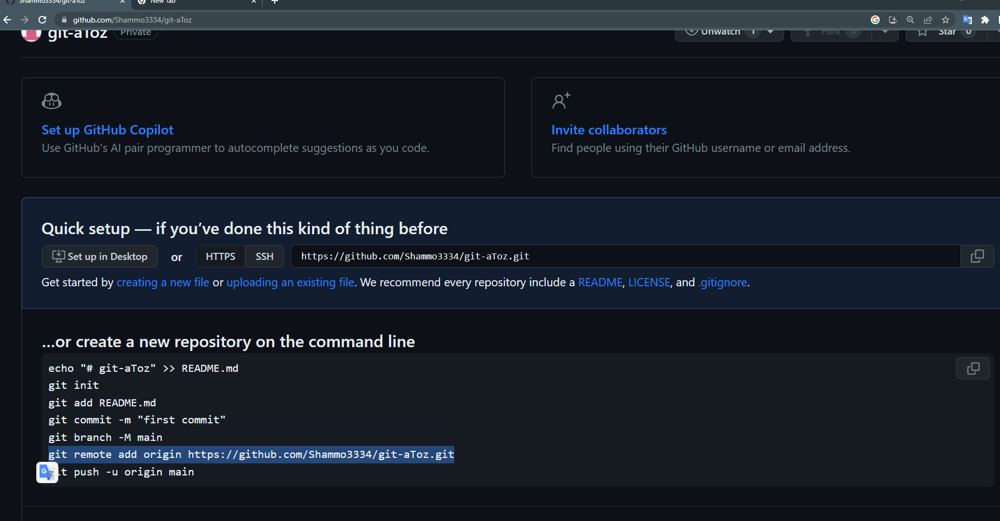 Shammo3334/git-aToz
New Tab
github.com/Shammo3334/git-aToz
git-aToz Private Unwatch 1 Fork 0 Star 0
Set up GitHub Copilot
Use GitHub's AI pair programmer to autocomplete suggestions as you code.
Invite collaborators
Find people using their GitHub username or email address.
Quick setup — if you’ve done this kind of thing before
Set up in Desktop or HTTPS SSH https://github.com/Shammo3334/git-aToz.git
Get started by creating a new file or uploading an existing file. We recommend every repository include a README, LICENSE, and .gitignore.
…or create a new repository on the command line
echo "# git-aToz" >> README.md
git init
git add README.md
git commit -m "first commit"
git branch -M main
git remote add origin https://github.com/Shammo3334/git-aToz.git
it push -u origin main